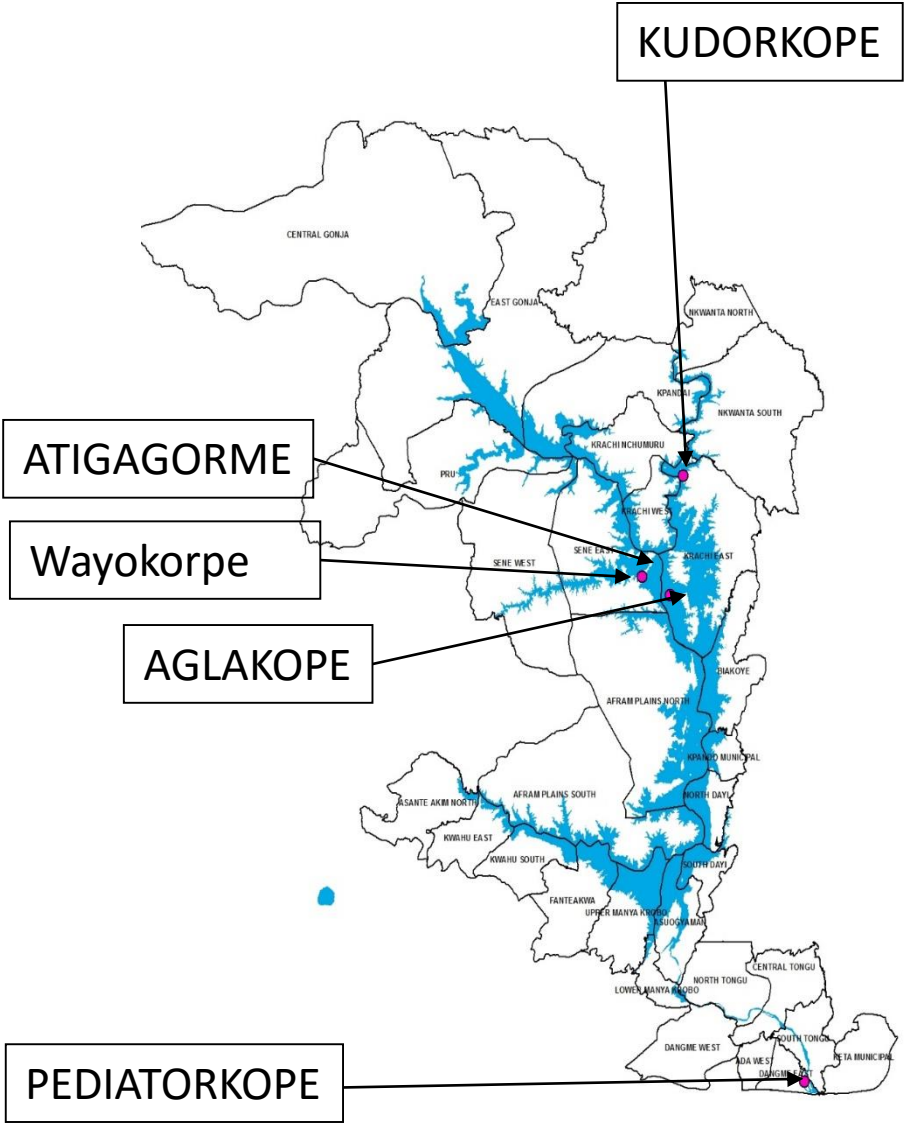 KUDORKOPE
CENTRAL GONJA
EAST GONJA
NKWANTA NORTH
KPANDAI
NKWANTA SOUTH
ATIGAGORME
KRACHI NCHUMURU
PRU
KRACHI WEST
Wayokorpe
SENE EAST
KRACHI EAST
SENE WEST
AGLAKOPE
BIAKOYE
AFRAM PLAINS NORTH
KPANDO MUNICIPAL
AFRAM PLAINS SOUTH
NORTH DAYI
ASANTE AKIM NORTH
KWAHU EAST
KWAHU SOUTH
SOUTH DAYI
FANTEAKWA
UPPER MANYA KROBO
ASUOGYAMAN
CENTRAL TONGU
NORTH TONGU
LOWER MANYA KROBO
SOUTH TONGU
DANGME WEST
KETA MUNICIPAL
ADA WEST
DANGME EAST
PEDIATORKOPE